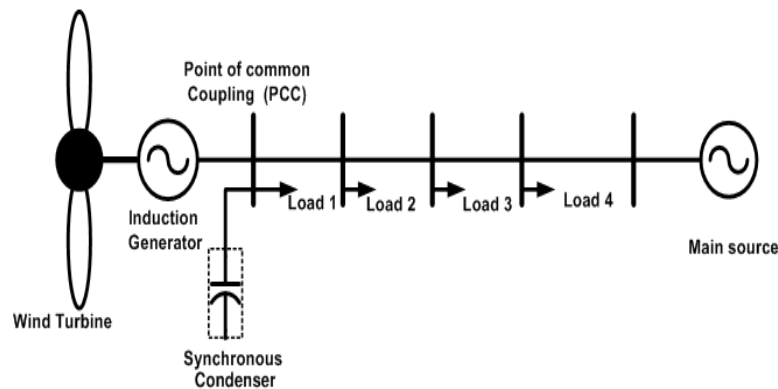 Point of common
Coupling (PCC)
Load 1
Load 2
Load 3
Load 4
Induction
Generator
Main source
Wind Turbine
Synchronous
Condenser